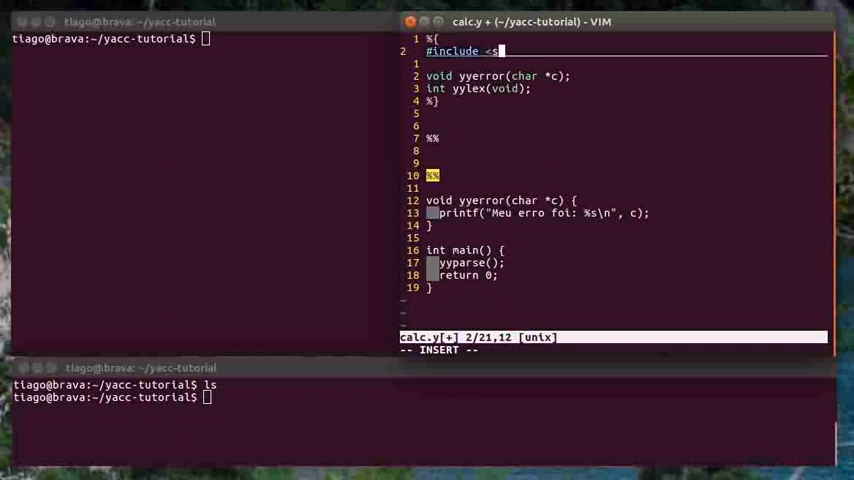 tiago@brava: ~/yacc-tutorial
tiago@brava:~/yacc-tutorial$
calc.y + (~/yacc-tutorial) - VIM
1 %{
2 #include <s
1
2 void yyerror(char *c);
3 int yylex(void);
4 %}
5
6
7 %%
8
9
10 %%
11
12 void yyerror(char *c) {
13 printf("Meu erro foi: %s\n", c);
14 }
15
16 int main() {
17 yyparse();
18 return 0;
19 }
~
~
~
calc.y[+] 2/21,12 [unix]
-- INSERT --
tiago@brava: ~/yacc-tutorial
tiago@brava:~/yacc-tutorial$ ls
tiago@brava:~/yacc-tutorial$